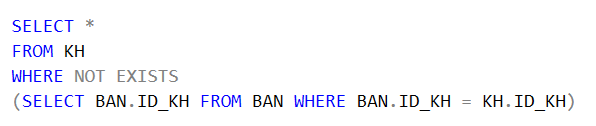 SELECT *
FROM KH
WHERE NOT EXISTS
(SELECT BAN.ID_KH FROM BAN WHERE BAN.ID_KH = KH.ID_KH)